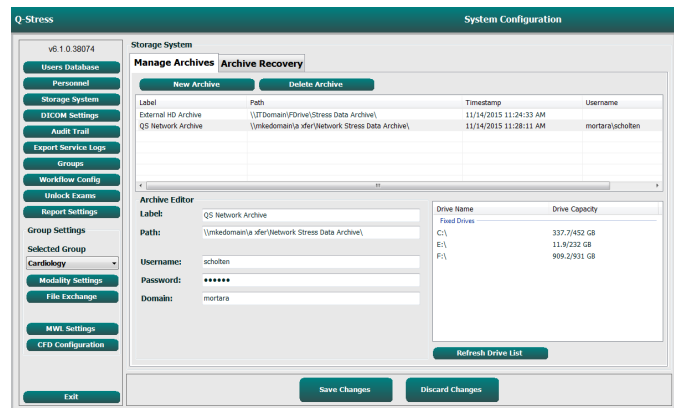 Q-Stress System Configuration
v6.1.0.38074
Users Database
Personnel
Storage System
DICOM Settings
Audit Trail
Export Service Logs
Groups
Workflow Config
Unlock Exams
Report Settings
Group Settings
Selected Group
Cardiology
Modality Settings
File Exchange
MWL Settings
CFD Configuration
Exit
Storage System
Manage Archives Archive Recovery
New Archive Delete Archive
Label Path Timestamp Username
External HD Archive \\ITDomain\FDrive\Stress Data Archive\ 11/14/2015 11:24:33 AM
QS Network Archive \\mkedomain\a xfer\Network Stress Data Archive\ 11/14/2015 11:28:11 AM mortara\scholten
Archive Editor
Label: QS Network Archive
Path: \\mkedomain\a xfer\Network Stress Data Archive\
Username: scholten
Password: ••••••
Domain: mortara
Drive Name Drive Capacity
Fixed Drives
C:\ 337.7/452 GB
E:\ 11.9/232 GB
F:\ 909.2/931 GB
Refresh Drive List
Save Changes Discard Changes